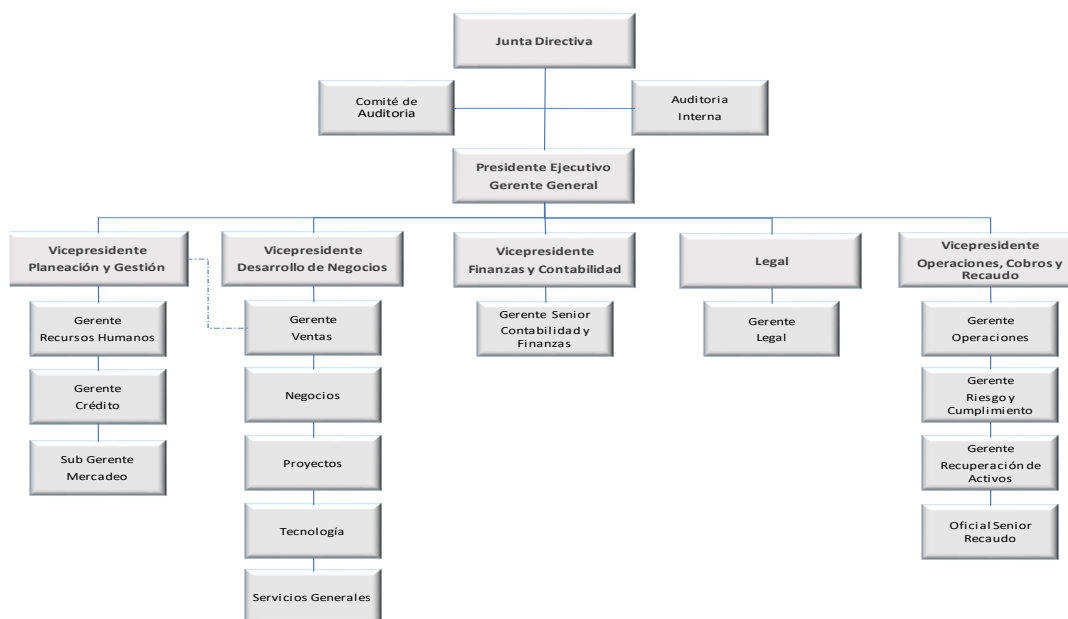 Junta Directiva
Comité de
Auditoria
Auditoria
Interna
Presidente Ejecutivo
Gerente General
Vicepresidente
Planeación y Gestión
Vicepresidente
Desarrollo de Negocios
Vicepresidente
Finanzas y Contabilidad
Legal
Vicepresidente
Operaciones, Cobros y
Recaudo
Gerente
Recursos Humanos
Gerente
Ventas
Gerente Senior
Contabilidad y
Finanzas
Gerente
Legal
Gerente
Operaciones
Gerente
Crédito
Negocios
Gerente
Riesgo y
Cumplimiento
Sub Gerente
Mercadeo
Proyectos
Gerente
Recuperación de
Activos
Tecnología
Oficial Senior
Recaudo
Servicios Generales